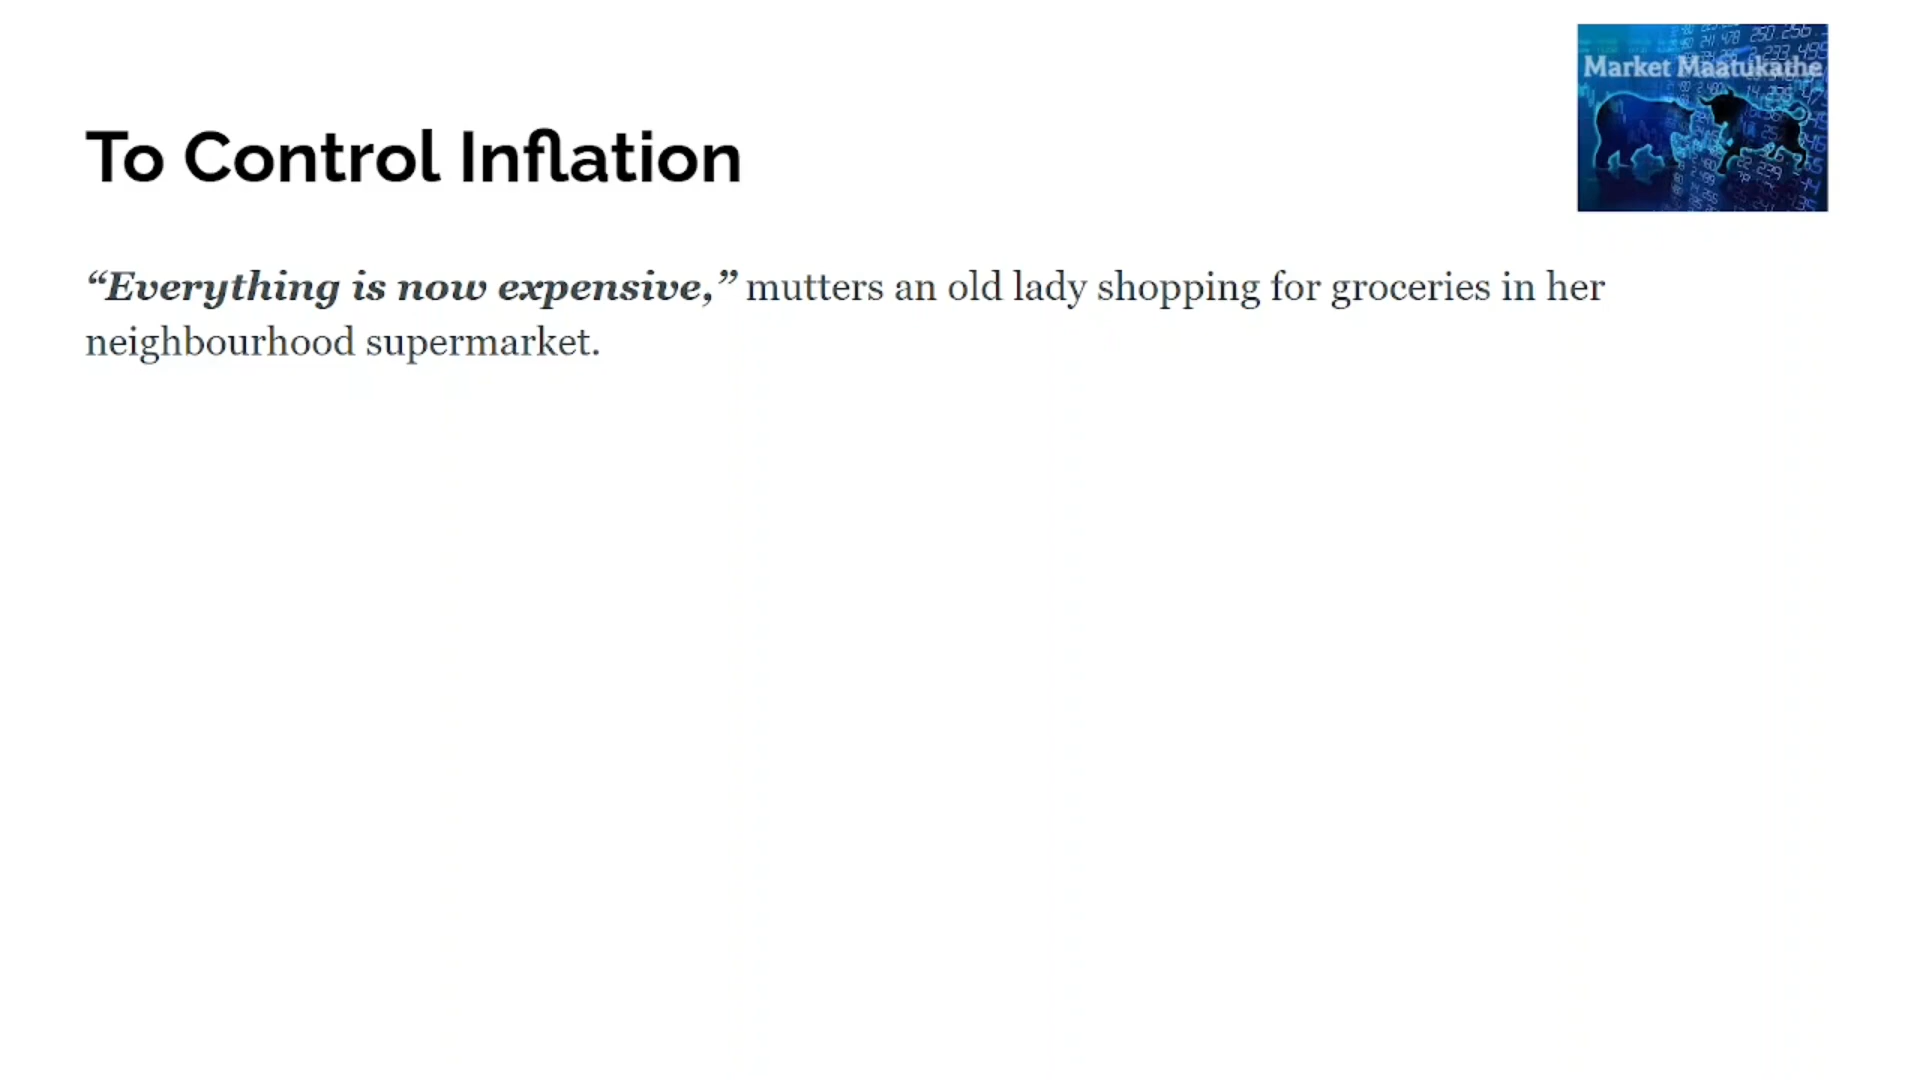 Market Maatukathe
To Control Inflation
“Everything is now expensive,” mutters an old lady shopping for groceries in her
neighbourhood supermarket.